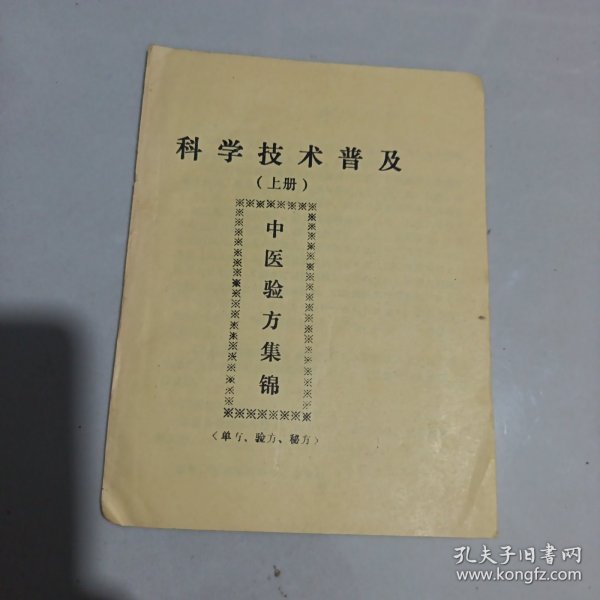 科学技术普及
（上册）
中医验方集锦
〈单方、验方、秘方〉
孔夫子旧书网
www.kongfz.com